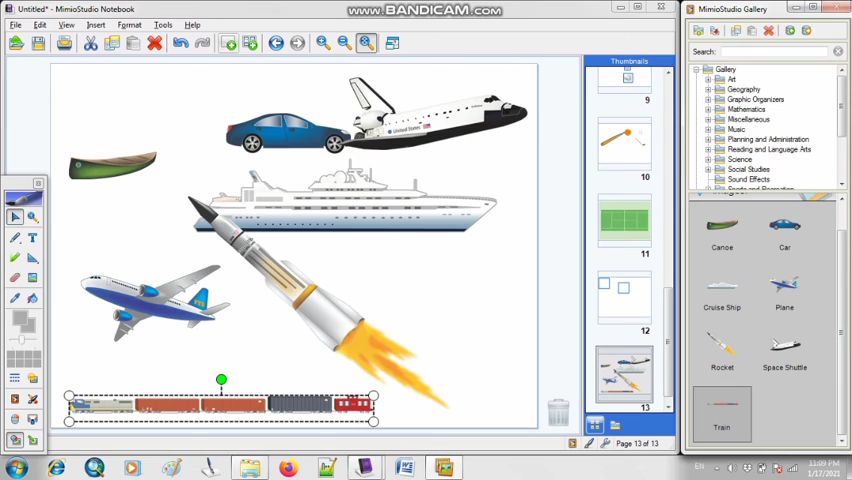 Untitled* - MimioStudio Notebook
WWW.BANDICAM.COM
MimioStudio Gallery
File Edit View Insert Format Tools Help
Search:
Thumbnails
Gallery
Art
Geography
Graphic Organizers
Mathematics
Miscellaneous
Music
Planning and Administration
Reading and Language Arts
Science
Social Studies
Sound Effects
9
10
11
12
13
United States
Canoe
Car
Cruise Ship
Plane
Rocket
Space Shuttle
Train
Page 13 of 13
EN
11:09 PM
1/17/2021